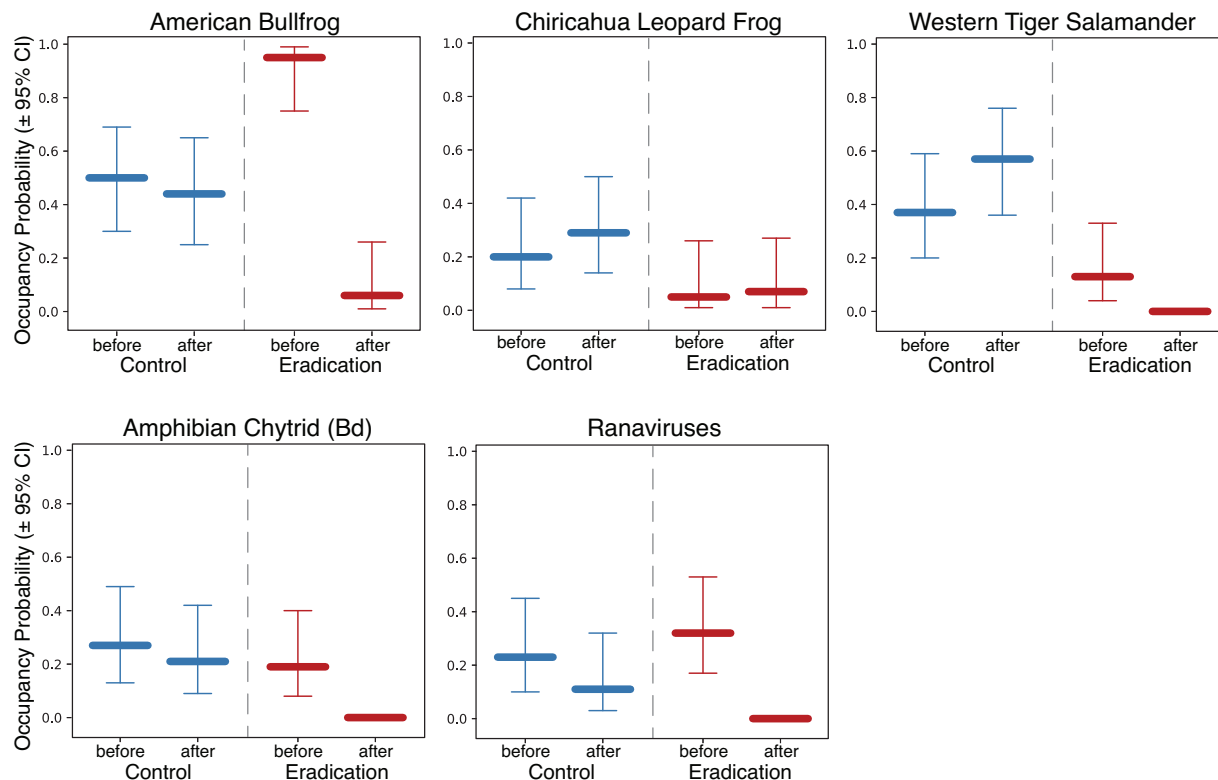 American Bullfrog
Chiricahua Leopard Frog
Western Tiger Salamander
Occupancy Probability (± 95% CI)
1.0
0.8
0.6
0.4
0.2
0.0
before after before after
Control Eradication
1.0
0.8
0.6
0.4
0.2
0.0
before after before after
Control Eradication
1.0
0.8
0.6
0.4
0.2
0.0
before after before after
Control Eradication
Amphibian Chytrid (Bd)
Ranaviruses
Occupancy Probability (± 95% CI)
1.0
0.8
0.6
0.4
0.2
0.0
before after before after
Control Eradication
1.0
0.8
0.6
0.4
0.2
0.0
before after before after
Control Eradication